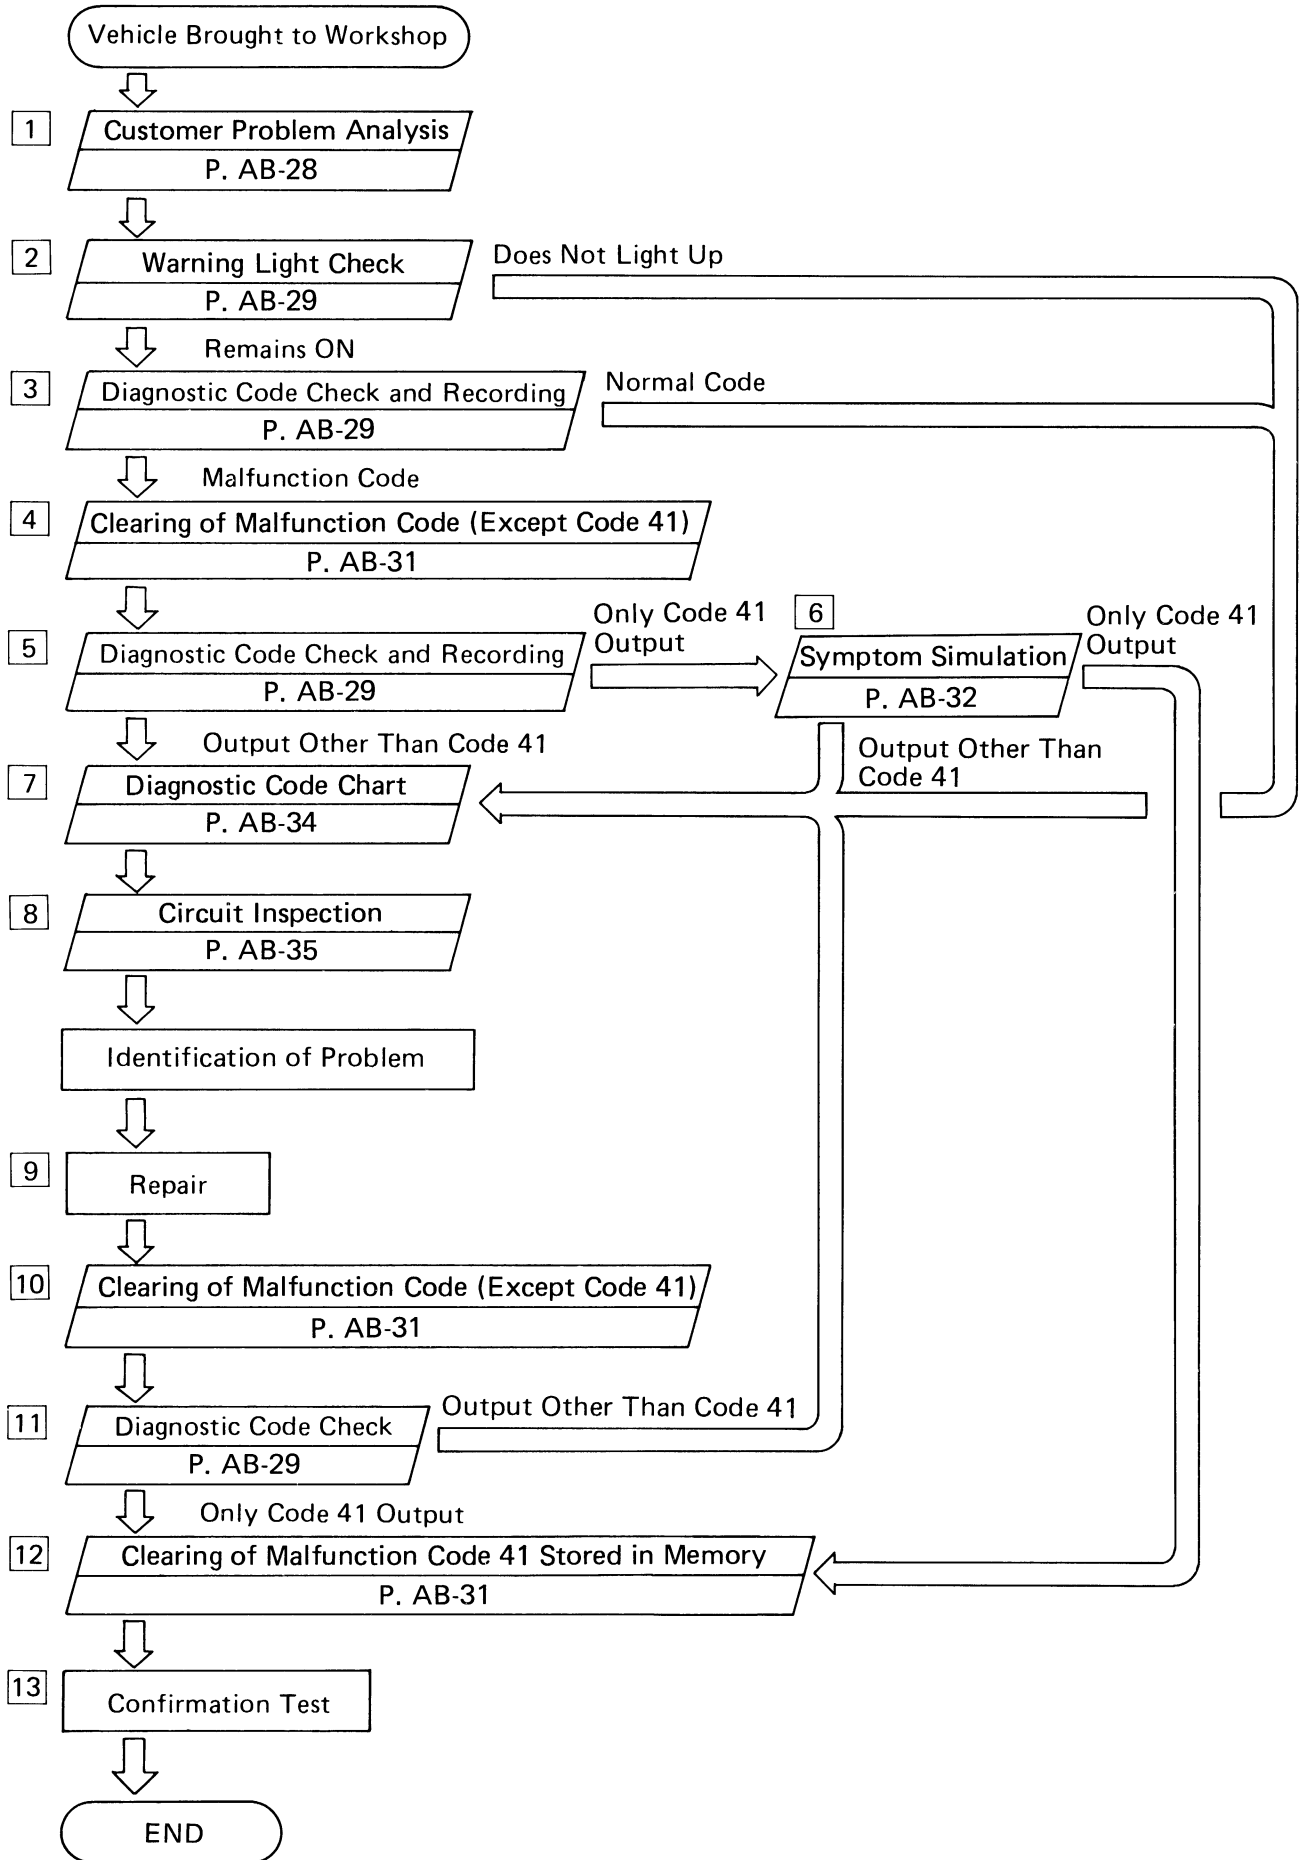 Vehicle Brought to Workshop
1
Customer Problem Analysis
P. AB-28
2
Warning Light Check
P. AB-29
Does Not Light Up
Remains ON
3
Diagnostic Code Check and Recording
P. AB-29
Normal Code
Malfunction Code
4
Clearing of Malfunction Code (Except Code 41)
P. AB-31
5
Diagnostic Code Check and Recording
P. AB-29
Only Code 41
Output
6
Symptom Simulation
P. AB-32
Only Code 41
Output
Output Other Than Code 41
Output Other Than
Code 41
7
Diagnostic Code Chart
P. AB-34
8
Circuit Inspection
P. AB-35
Identification of Problem
9
Repair
10
Clearing of Malfunction Code (Except Code 41)
P. AB-31
11
Diagnostic Code Check
P. AB-29
Output Other Than Code 41
Only Code 41 Output
12
Clearing of Malfunction Code 41 Stored in Memory
P. AB-31
13
Confirmation Test
END